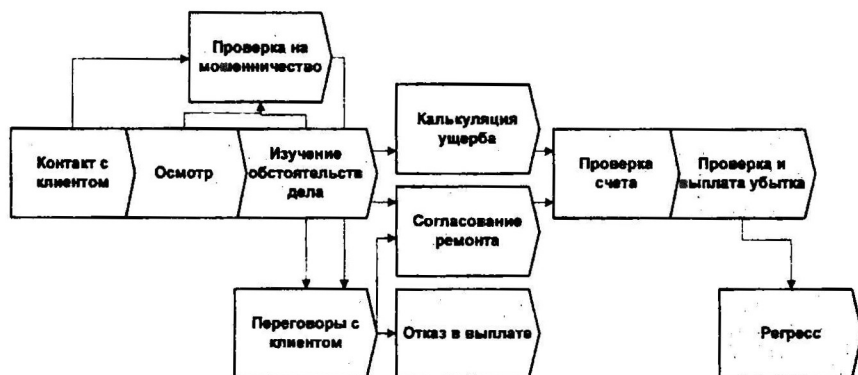 Проверка на
мошенничество
Контакт с
клиентом
Осмотр
Изучение
обстоятельств
дела
Калькуляция
ущерба
Согласование
ремонта
Проверка
счета
Проверка и
выплата убытка
Переговоры с
клиентом
Отказ в выплате
Регресс